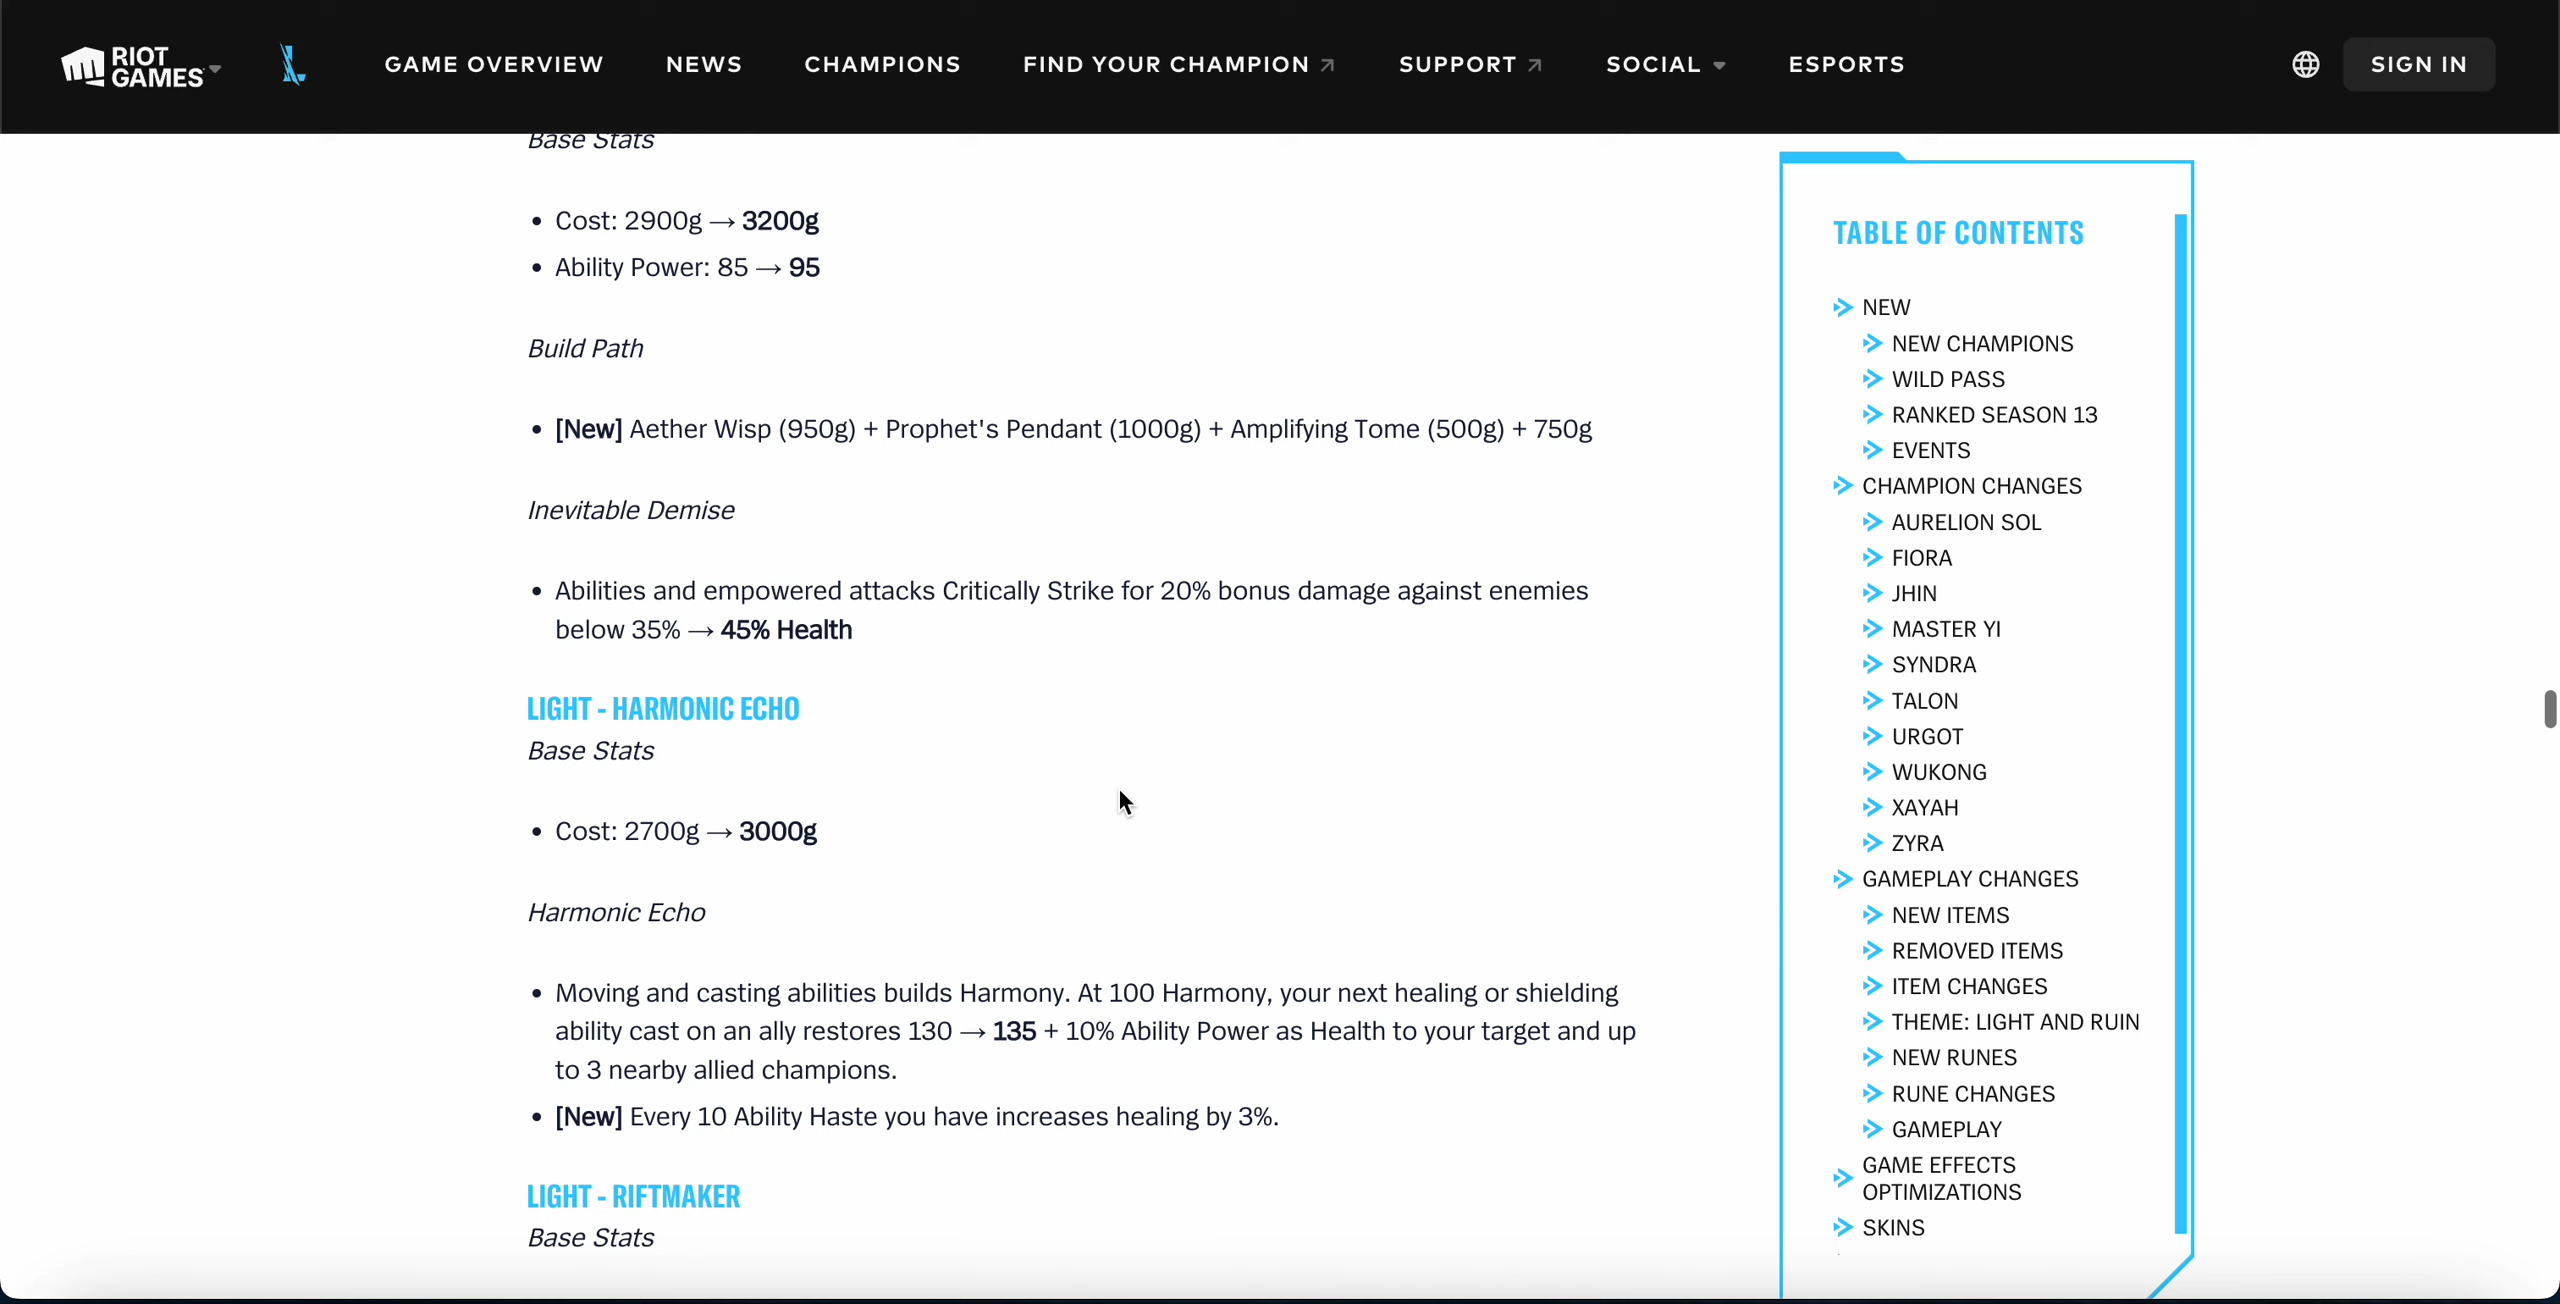 RIOT GAMES
GAME OVERVIEW
NEWS
CHAMPIONS
FIND YOUR CHAMPION
SUPPORT
SOCIAL
ESPORTS
SIGN IN
Base Stats
• Cost: 2900g → 3200g
• Ability Power: 85 → 95
Build Path
• [New] Aether Wisp (950g) + Prophet's Pendant (1000g) + Amplifying Tome (500g) + 750g
Inevitable Demise
• Abilities and empowered attacks Critically Strike for 20% bonus damage against enemies
below 35% → 45% Health
LIGHT - HARMONIC ECHO
Base Stats
• Cost: 2700g → 3000g
Harmonic Echo
• Moving and casting abilities builds Harmony. At 100 Harmony, your next healing or shielding
ability cast on an ally restores 130 → 135 + 10% Ability Power as Health to your target and up
to 3 nearby allied champions.
• [New] Every 10 Ability Haste you have increases healing by 3%.
LIGHT - RIFTMAKER
Base Stats
TABLE OF CONTENTS
NEW
NEW CHAMPIONS
WILD PASS
RANKED SEASON 13
EVENTS
CHAMPION CHANGES
AURELION SOL
FIORA
JHIN
MASTER YI
SYNDRA
TALON
URGOT
WUKONG
XAYAH
ZYRA
GAMEPLAY CHANGES
NEW ITEMS
REMOVED ITEMS
ITEM CHANGES
THEME: LIGHT AND RUIN
NEW RUNES
RUNE CHANGES
GAMEPLAY
GAME EFFECTS
OPTIMIZATIONS
SKINS